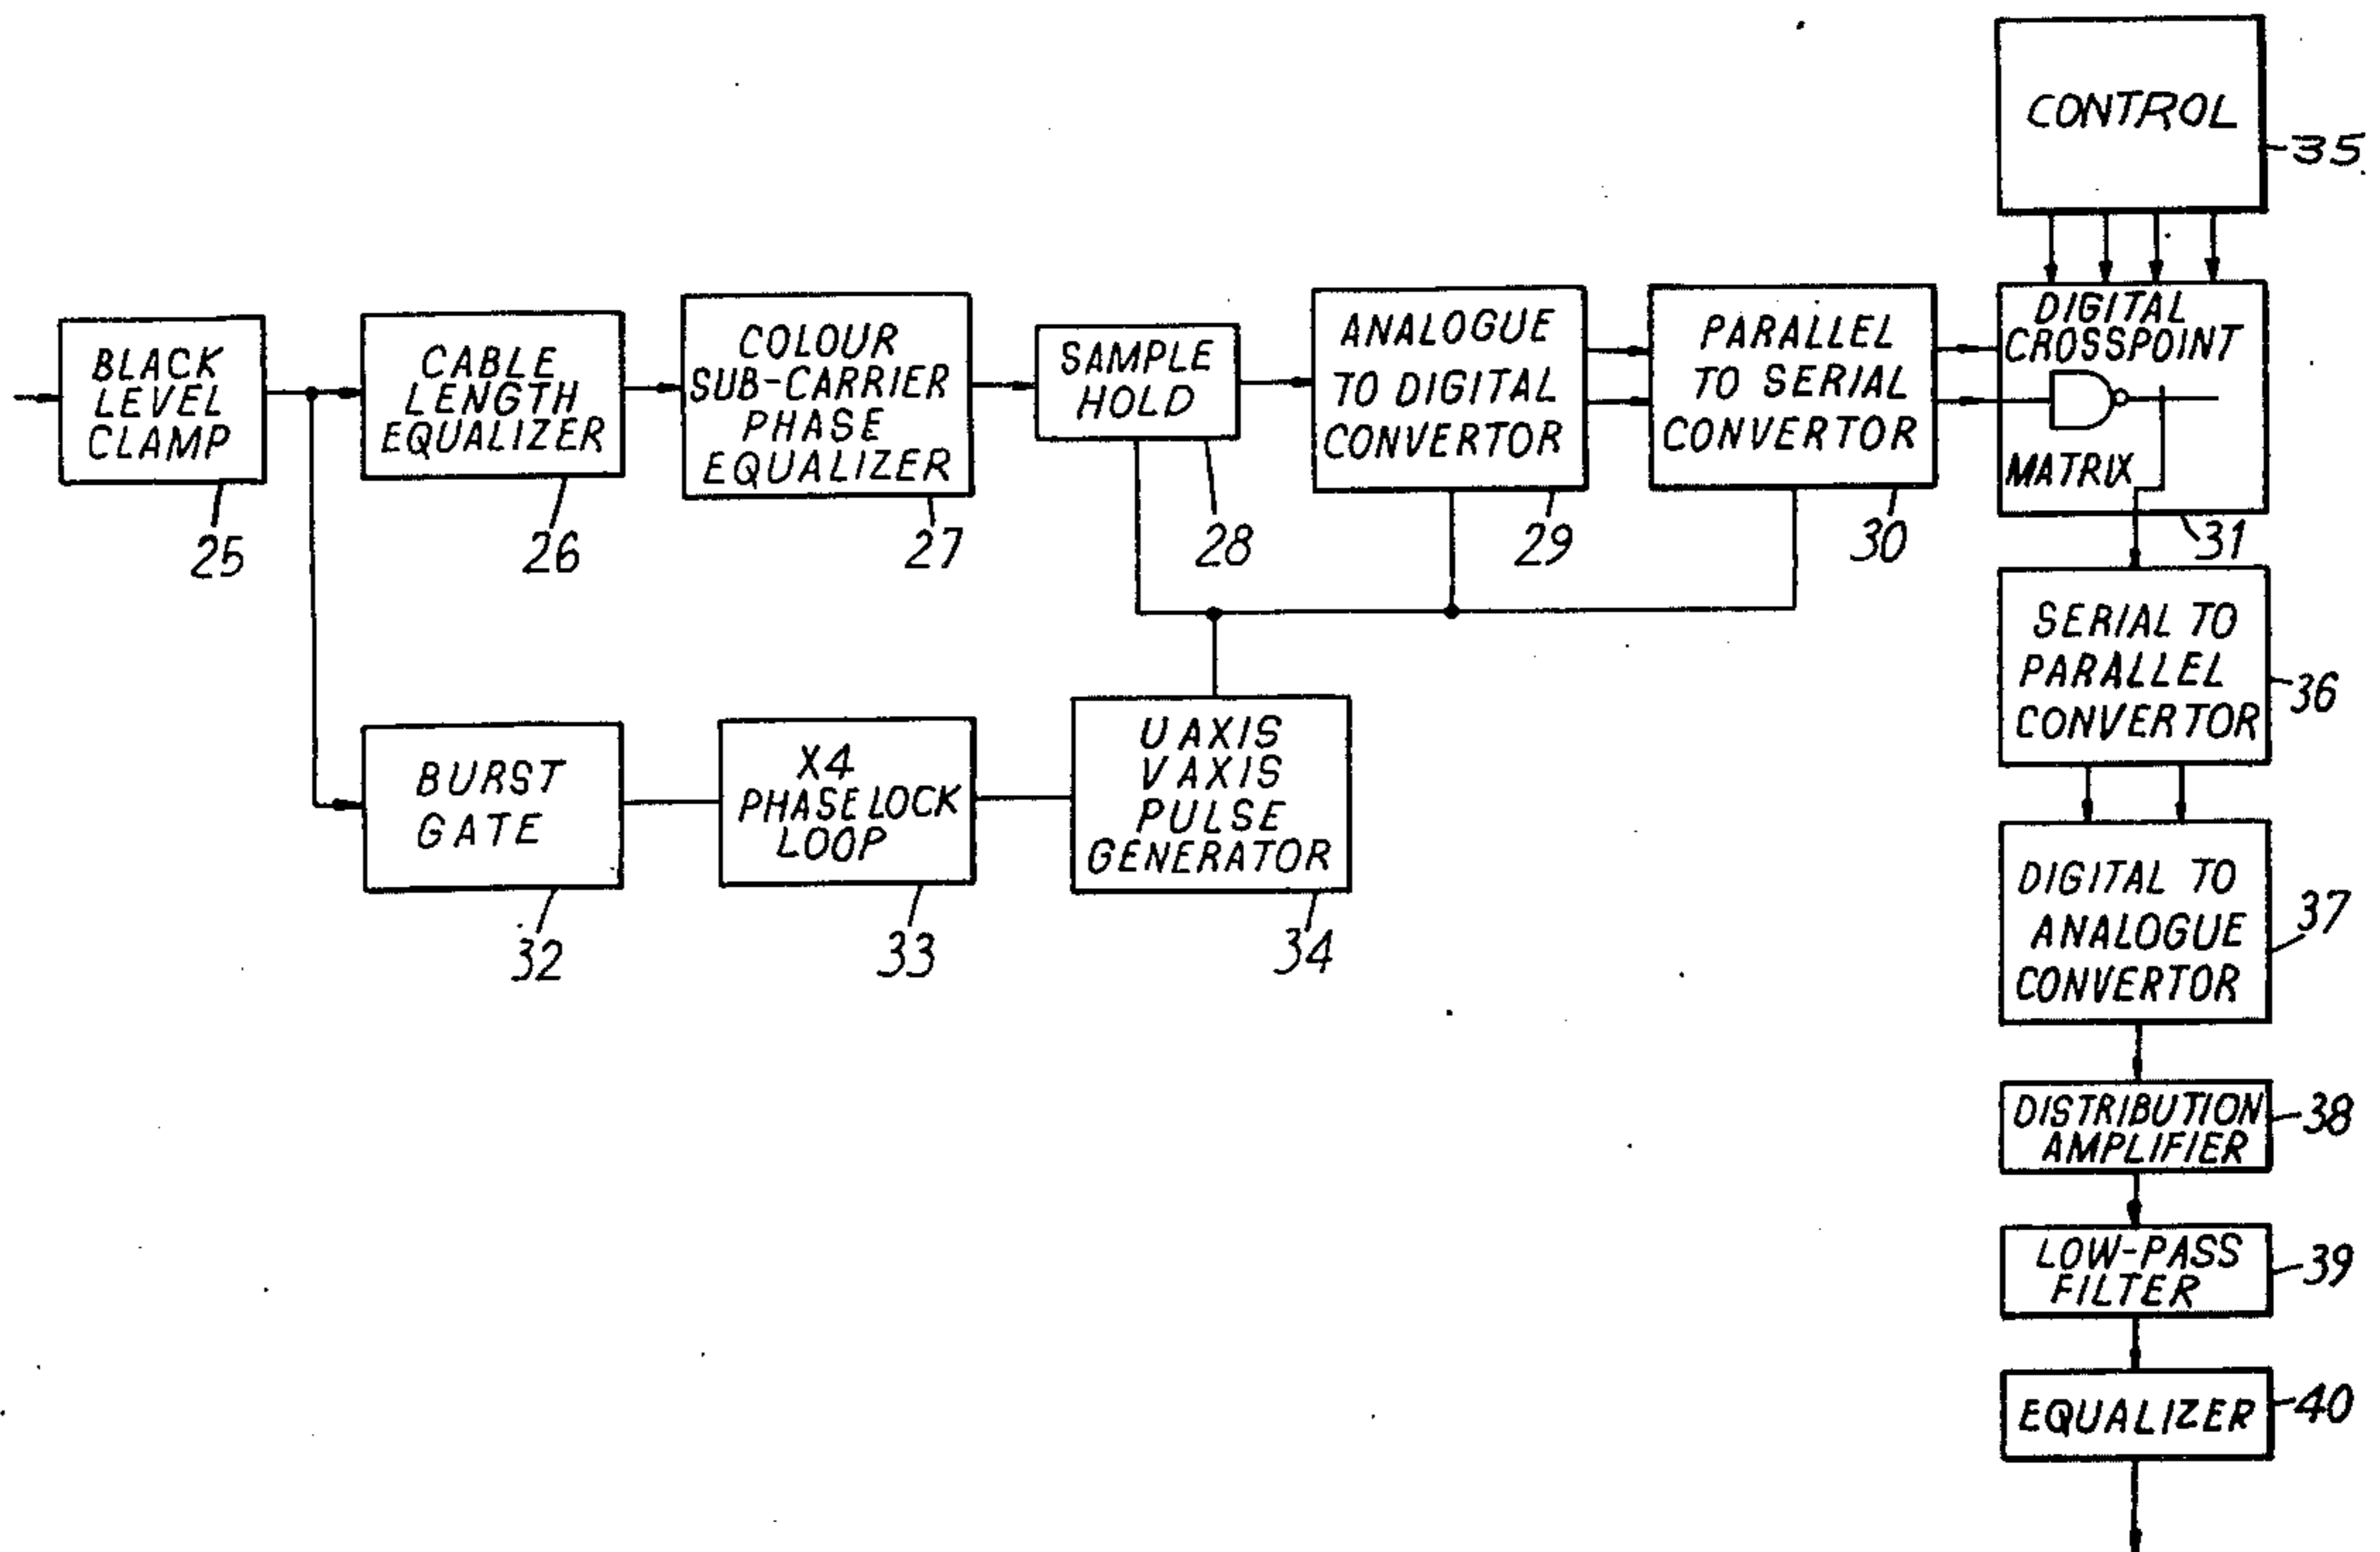 CONTROL
35
BLACK
LEVEL
CLAMP
25
CABLE
LENGTH
EQUALIZER
26
COLOUR
SUB-CARRIER
PHASE
EQUALIZER
27
SAMPLE
HOLD
28
ANALOGUE
TO DIGITAL
CONVERTOR
29
PARALLEL
TO SERIAL
CONVERTOR
30
DIGITAL
CROSSPOINT
MATRIX
31
BURST
GATE
32
X4
PHASE LOCK
LOOP
33
U AXIS
V AXIS
PULSE
GENERATOR
34
SERIAL TO
PARALLEL
CONVERTOR
36
DIGITAL TO
ANALOGUE
CONVERTOR
37
DISTRIBUTION
AMPLIFIER
38
LOW-PASS
FILTER
39
EQUALIZER
40